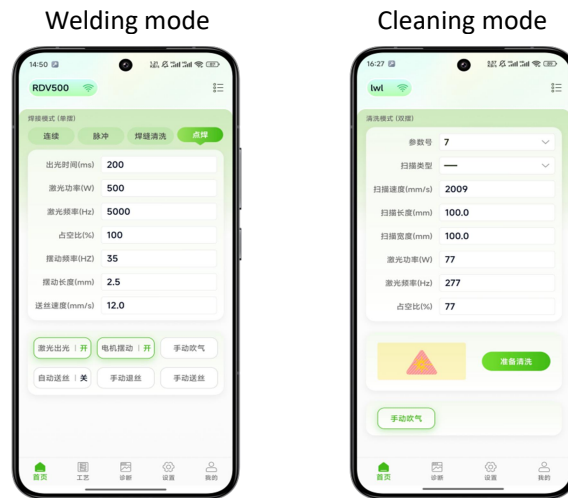 Welding mode
14:50
RDV500
焊接模式 (单摆)
连续 脉冲 焊缝清洗 点焊
出光时间(ms) 200
激光功率(W) 500
激光频率(Hz) 5000
占空比(%) 100
摆动频率(HZ) 35
摆动长度(mm) 2.5
送丝速度(mm/s) 12.0
激光出光 | 开 电机摆动 | 开 手动吹气
自动送丝 | 关 手动退丝 手动送丝
首页 工艺 诊断 设置 我的
Cleaning mode
16:27
lwl
清洗模式 (双摆)
参数号 7
扫描类型 —
扫描速度(mm/s) 2009
扫描长度(mm) 100.0
扫描宽度(mm) 100.0
激光功率(W) 77
激光频率(Hz) 277
占空比(%) 77
准备清洗
手动吹气
首页 诊断 设置 我的